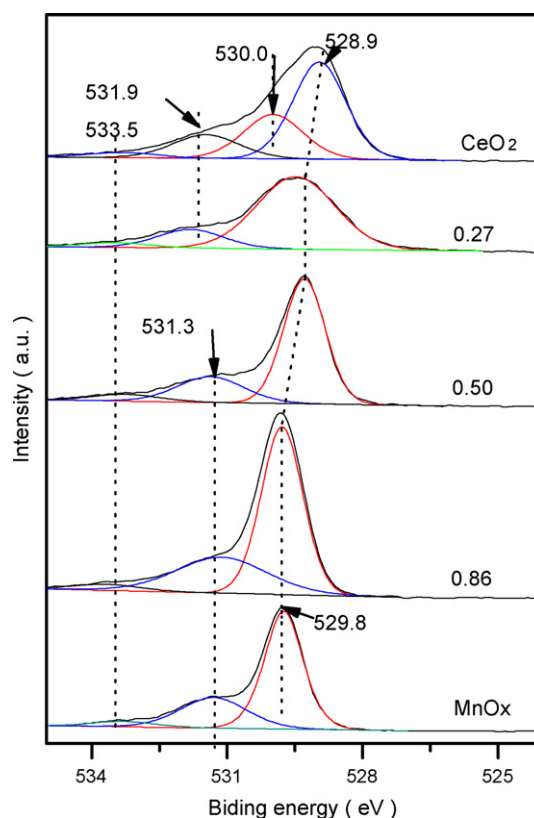 528.9
530.0
531.9
533.5
CeO2
0.27
531.3
0.50
0.86
529.8
MnOx
Intensity ( a.u. )
534 531 528 525
Biding energy ( eV )